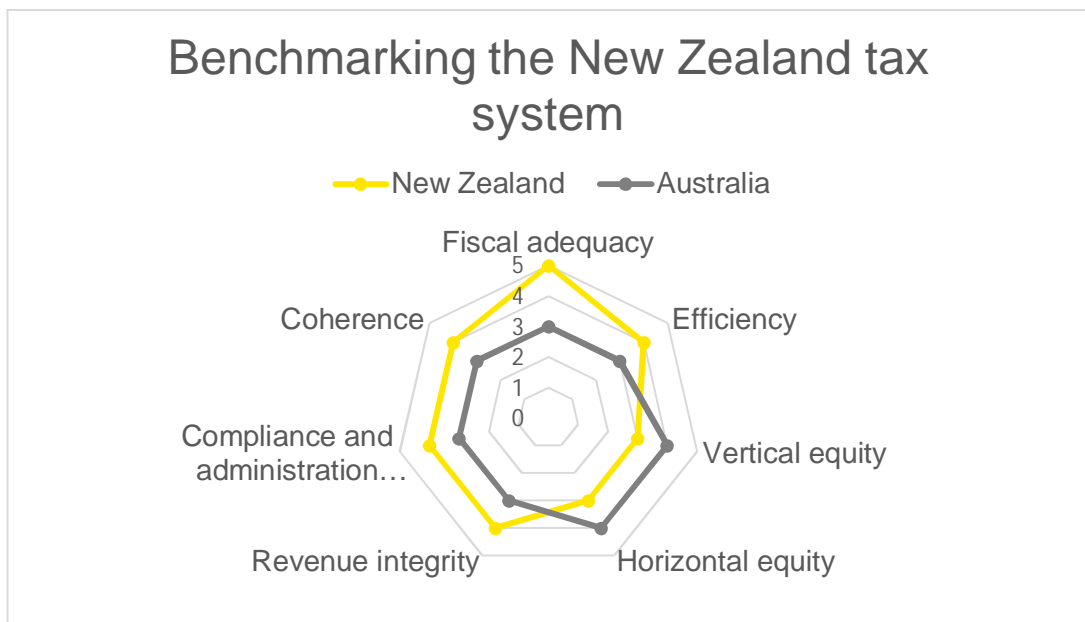 Benchmarking the New Zealand tax
system
New Zealand
Australia
Fiscal adequacy
5
4
3
2
1
0
Efficiency
Vertical equity
Horizontal equity
Revenue integrity
Compliance and
administration…
Coherence